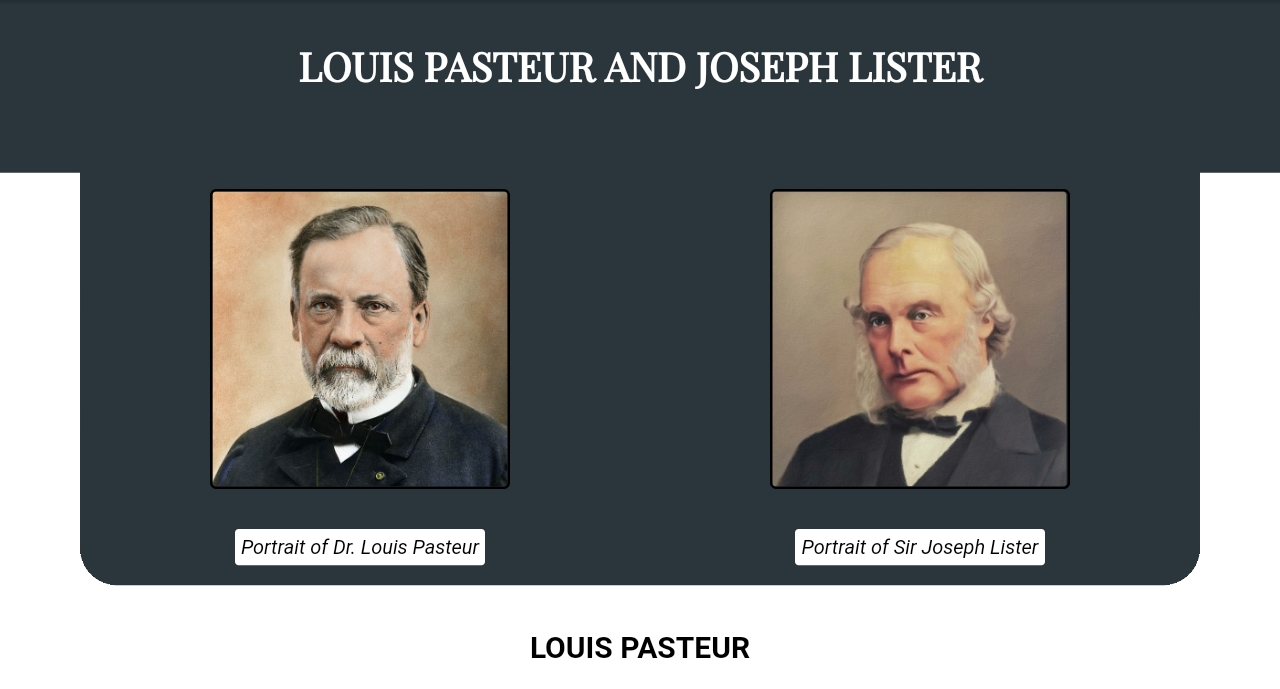 LOUIS PASTEUR AND JOSEPH LISTER
Portrait of Dr. Louis Pasteur
Portrait of Sir Joseph Lister
LOUIS PASTEUR